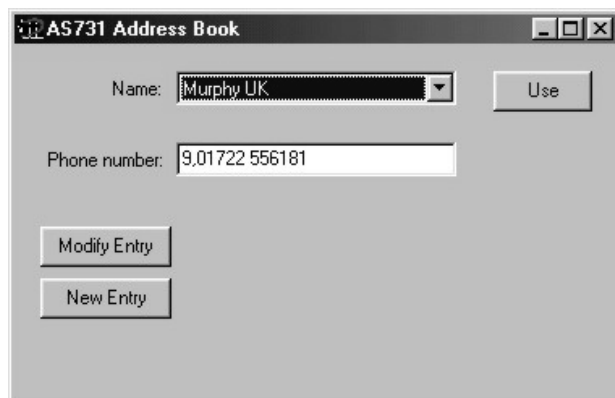 AS731 Address Book
Name: Murphy UK Use
Phone number: 9,01722 556181
Modify Entry
New Entry